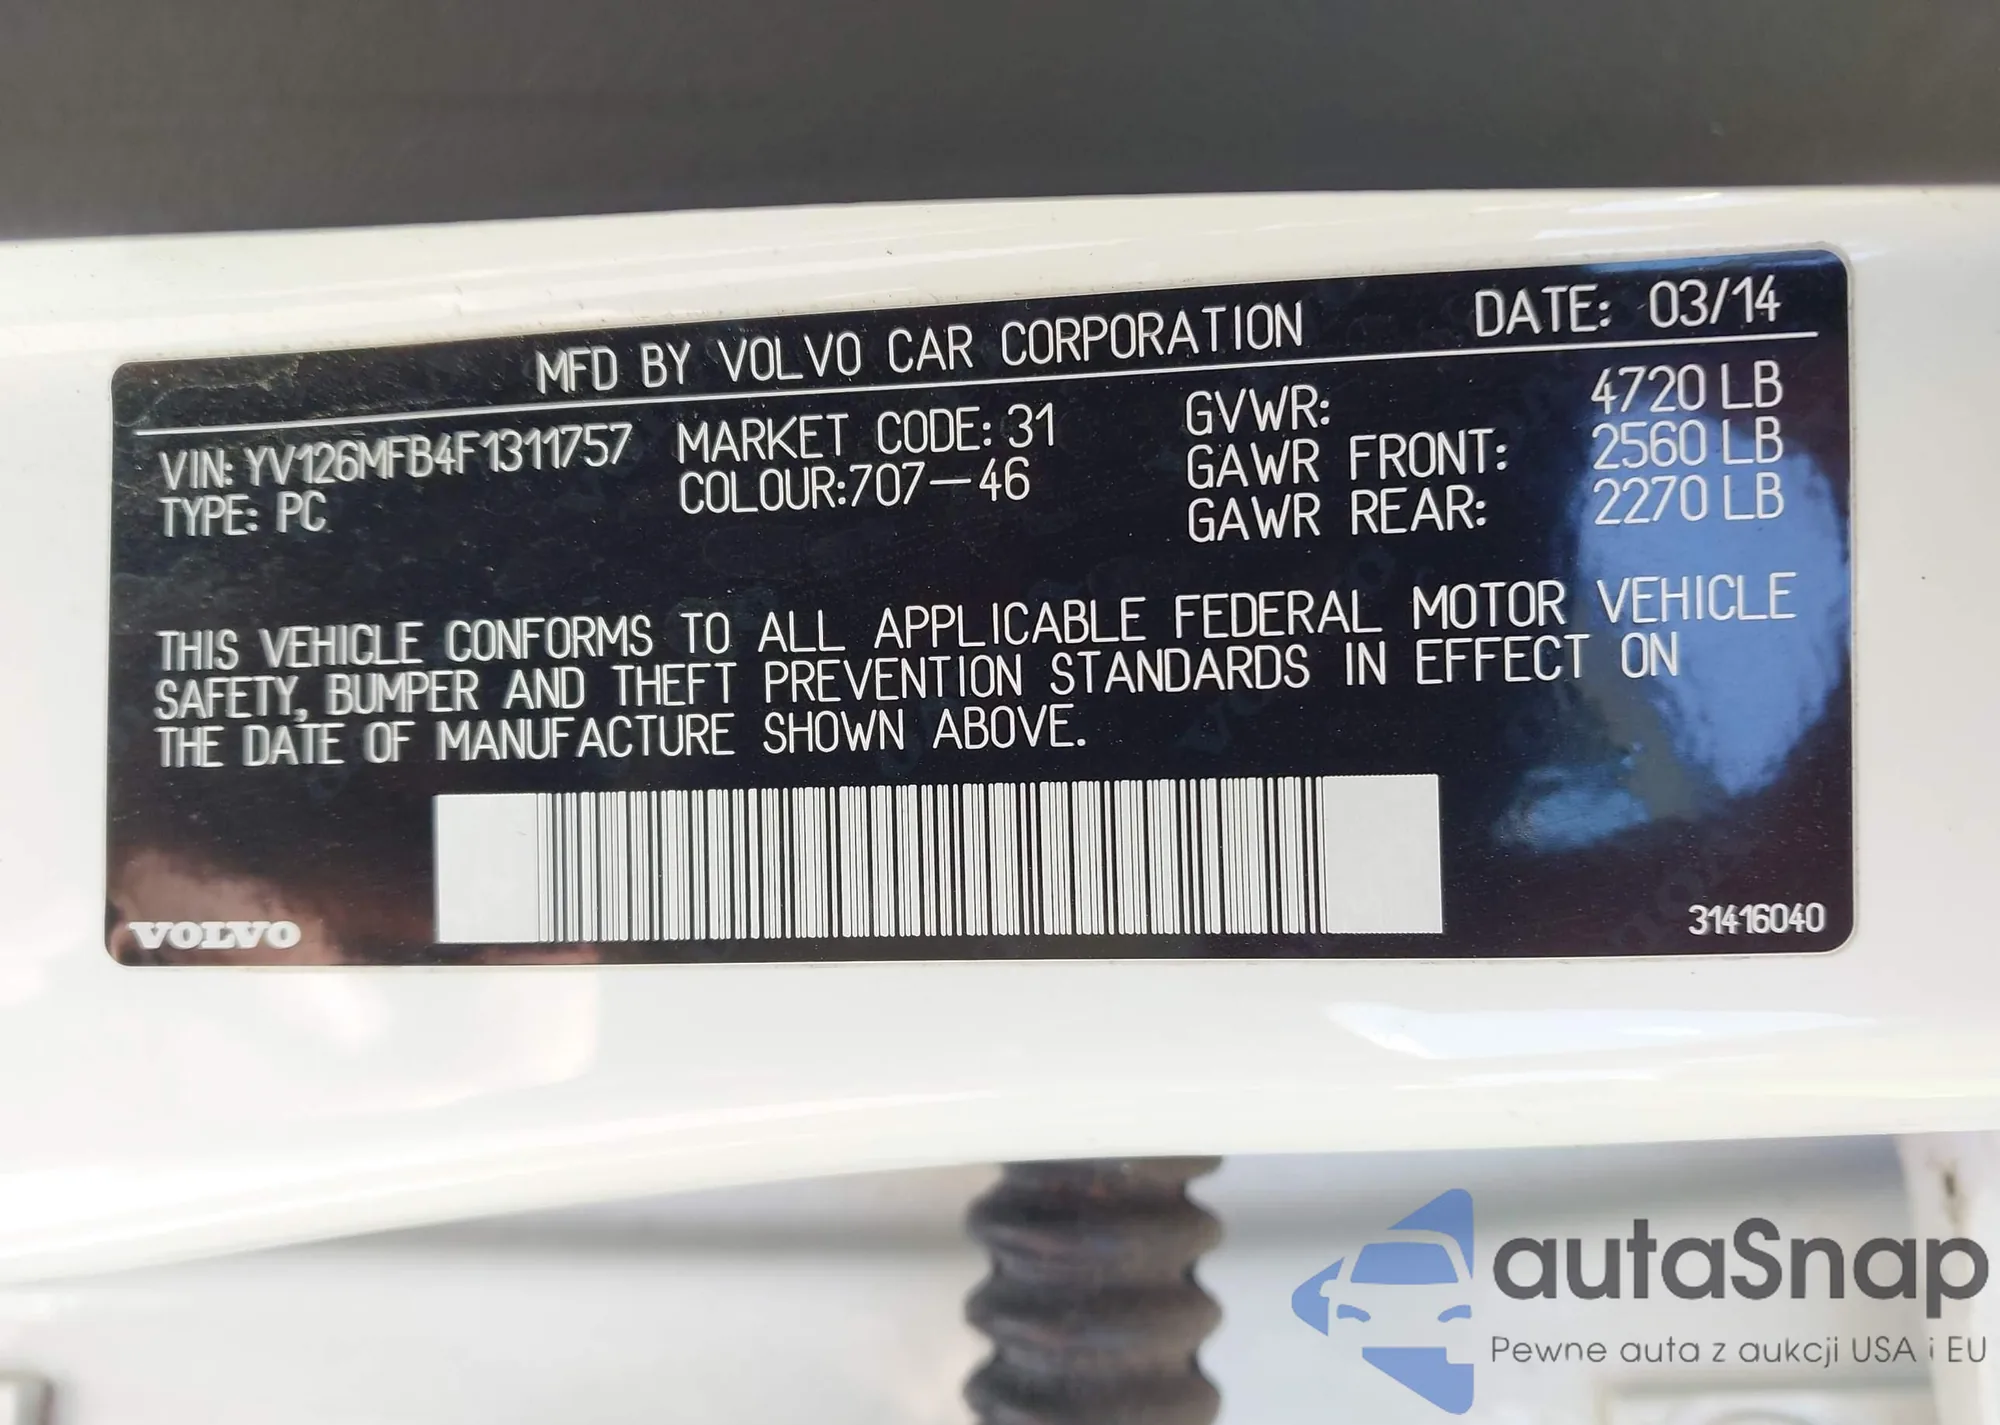 MFD BY VOLVO CAR CORPORATION DATE: 03/14
VIN: YV126MFB4F1311757 MARKET CODE: 31 GVWR: 4720 LB
TYPE: PC COLOUR:707-46 GAWR FRONT: 2560 LB
GAWR REAR: 2270 LB
THIS VEHICLE CONFORMS TO ALL APPLICABLE FEDERAL MOTOR VEHICLE
SAFETY, BUMPER AND THEFT PREVENTION STANDARDS IN EFFECT ON
THE DATE OF MANUFACTURE SHOWN ABOVE.
VOLVO 31416040
autaSnap
Pewne auta z aukcji USA i EU